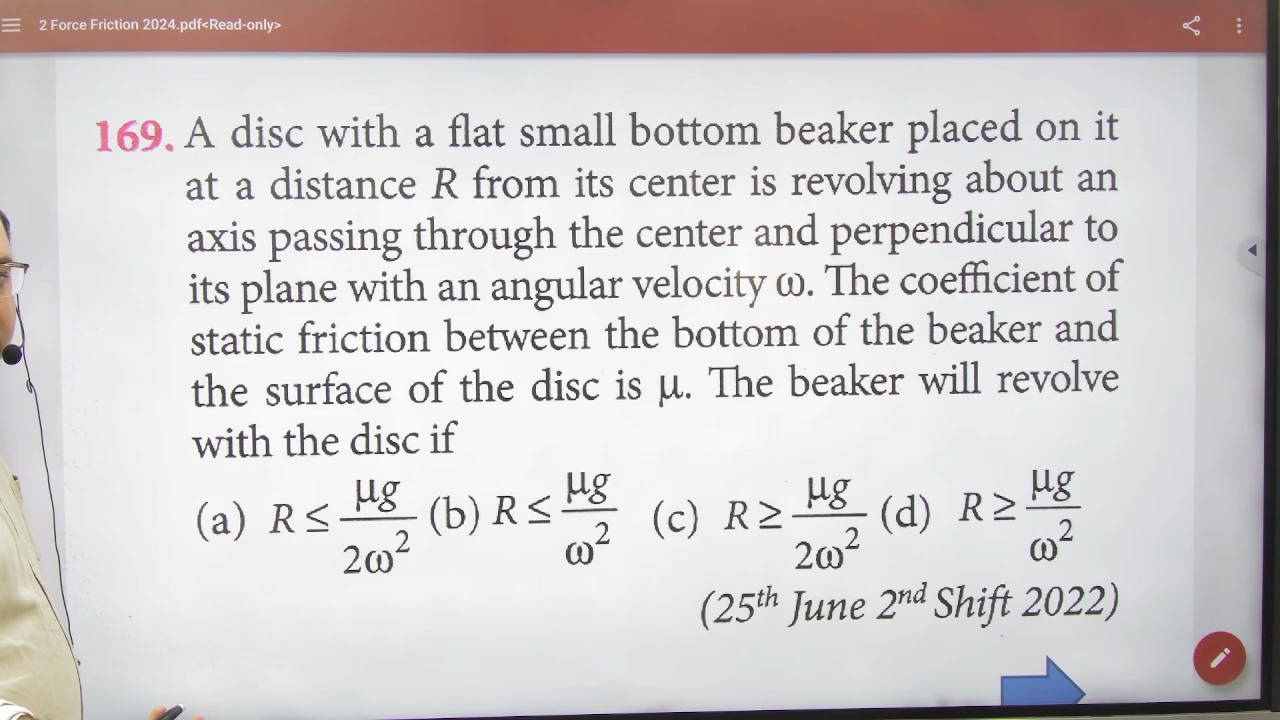 2 Force Friction 2024.pdf<Read-only>
169. A disc with a flat small bottom beaker placed on it
at a distance R from its center is revolving about an
axis passing through the center and perpendicular to
its plane with an angular velocity ω. The coefficient of
static friction between the bottom of the beaker and
the surface of the disc is μ. The beaker will revolve
with the disc if
(a) R ≤ μg/2ω² (b) R ≤ μg/ω² (c) R ≥ μg/2ω² (d) R ≥ μg/ω²
(25th June 2nd Shift 2022)